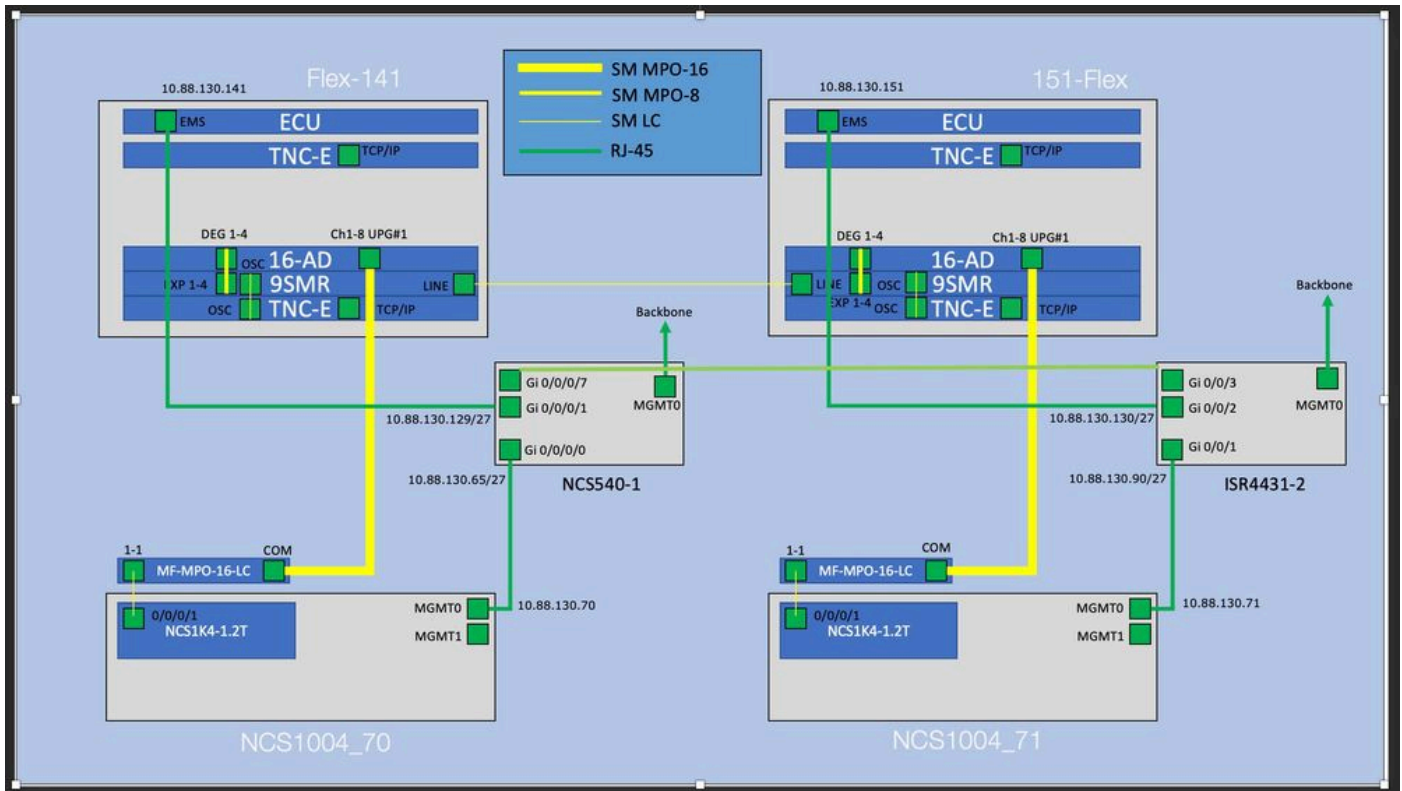 Flex-141
10.88.130.141
EMS
ECU
TNC-E
TCP/IP
DEG 1-4
Ch1-8 UPG#1
OSC
16-AD
EXP 1-4
9SMR
LINE
OSC
TNC-E
TCP/IP
SM MPO-16
SM MPO-8
SM LC
RJ-45
151-Flex
10.88.130.151
EMS
ECU
TNC-E
TCP/IP
DEG 1-4
Ch1-8 UPG#1
16-AD
LINE
OSC
9SMR
EXP 1-4
OSC
TNC-E
TCP/IP
Backbone
Gi 0/0/0/7
Gi 0/0/0/1
MGMT0
10.88.130.129/27
Gi 0/0/0/0
10.88.130.65/27
NCS540-1
Backbone
Gi 0/0/3
Gi 0/0/2
MGMT0
10.88.130.130/27
Gi 0/0/1
10.88.130.90/27
ISR4431-2
1-1
COM
MF-MPO-16-LC
0/0/0/1
NCS1K4-1.2T
MGMT0
10.88.130.70
MGMT1
NCS1004_70
1-1
COM
MF-MPO-16-LC
0/0/0/1
NCS1K4-1.2T
MGMT0
10.88.130.71
MGMT1
NCS1004_71